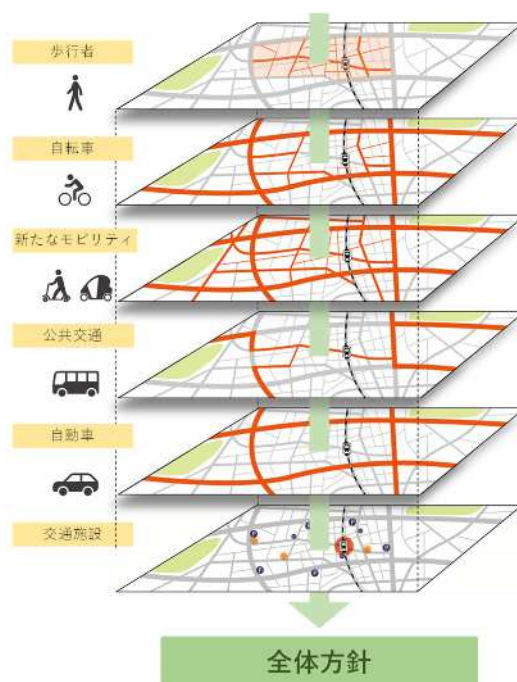 歩行者
自転車
新たなモビリティ
公共交通
自動車
交通施設
全体方針